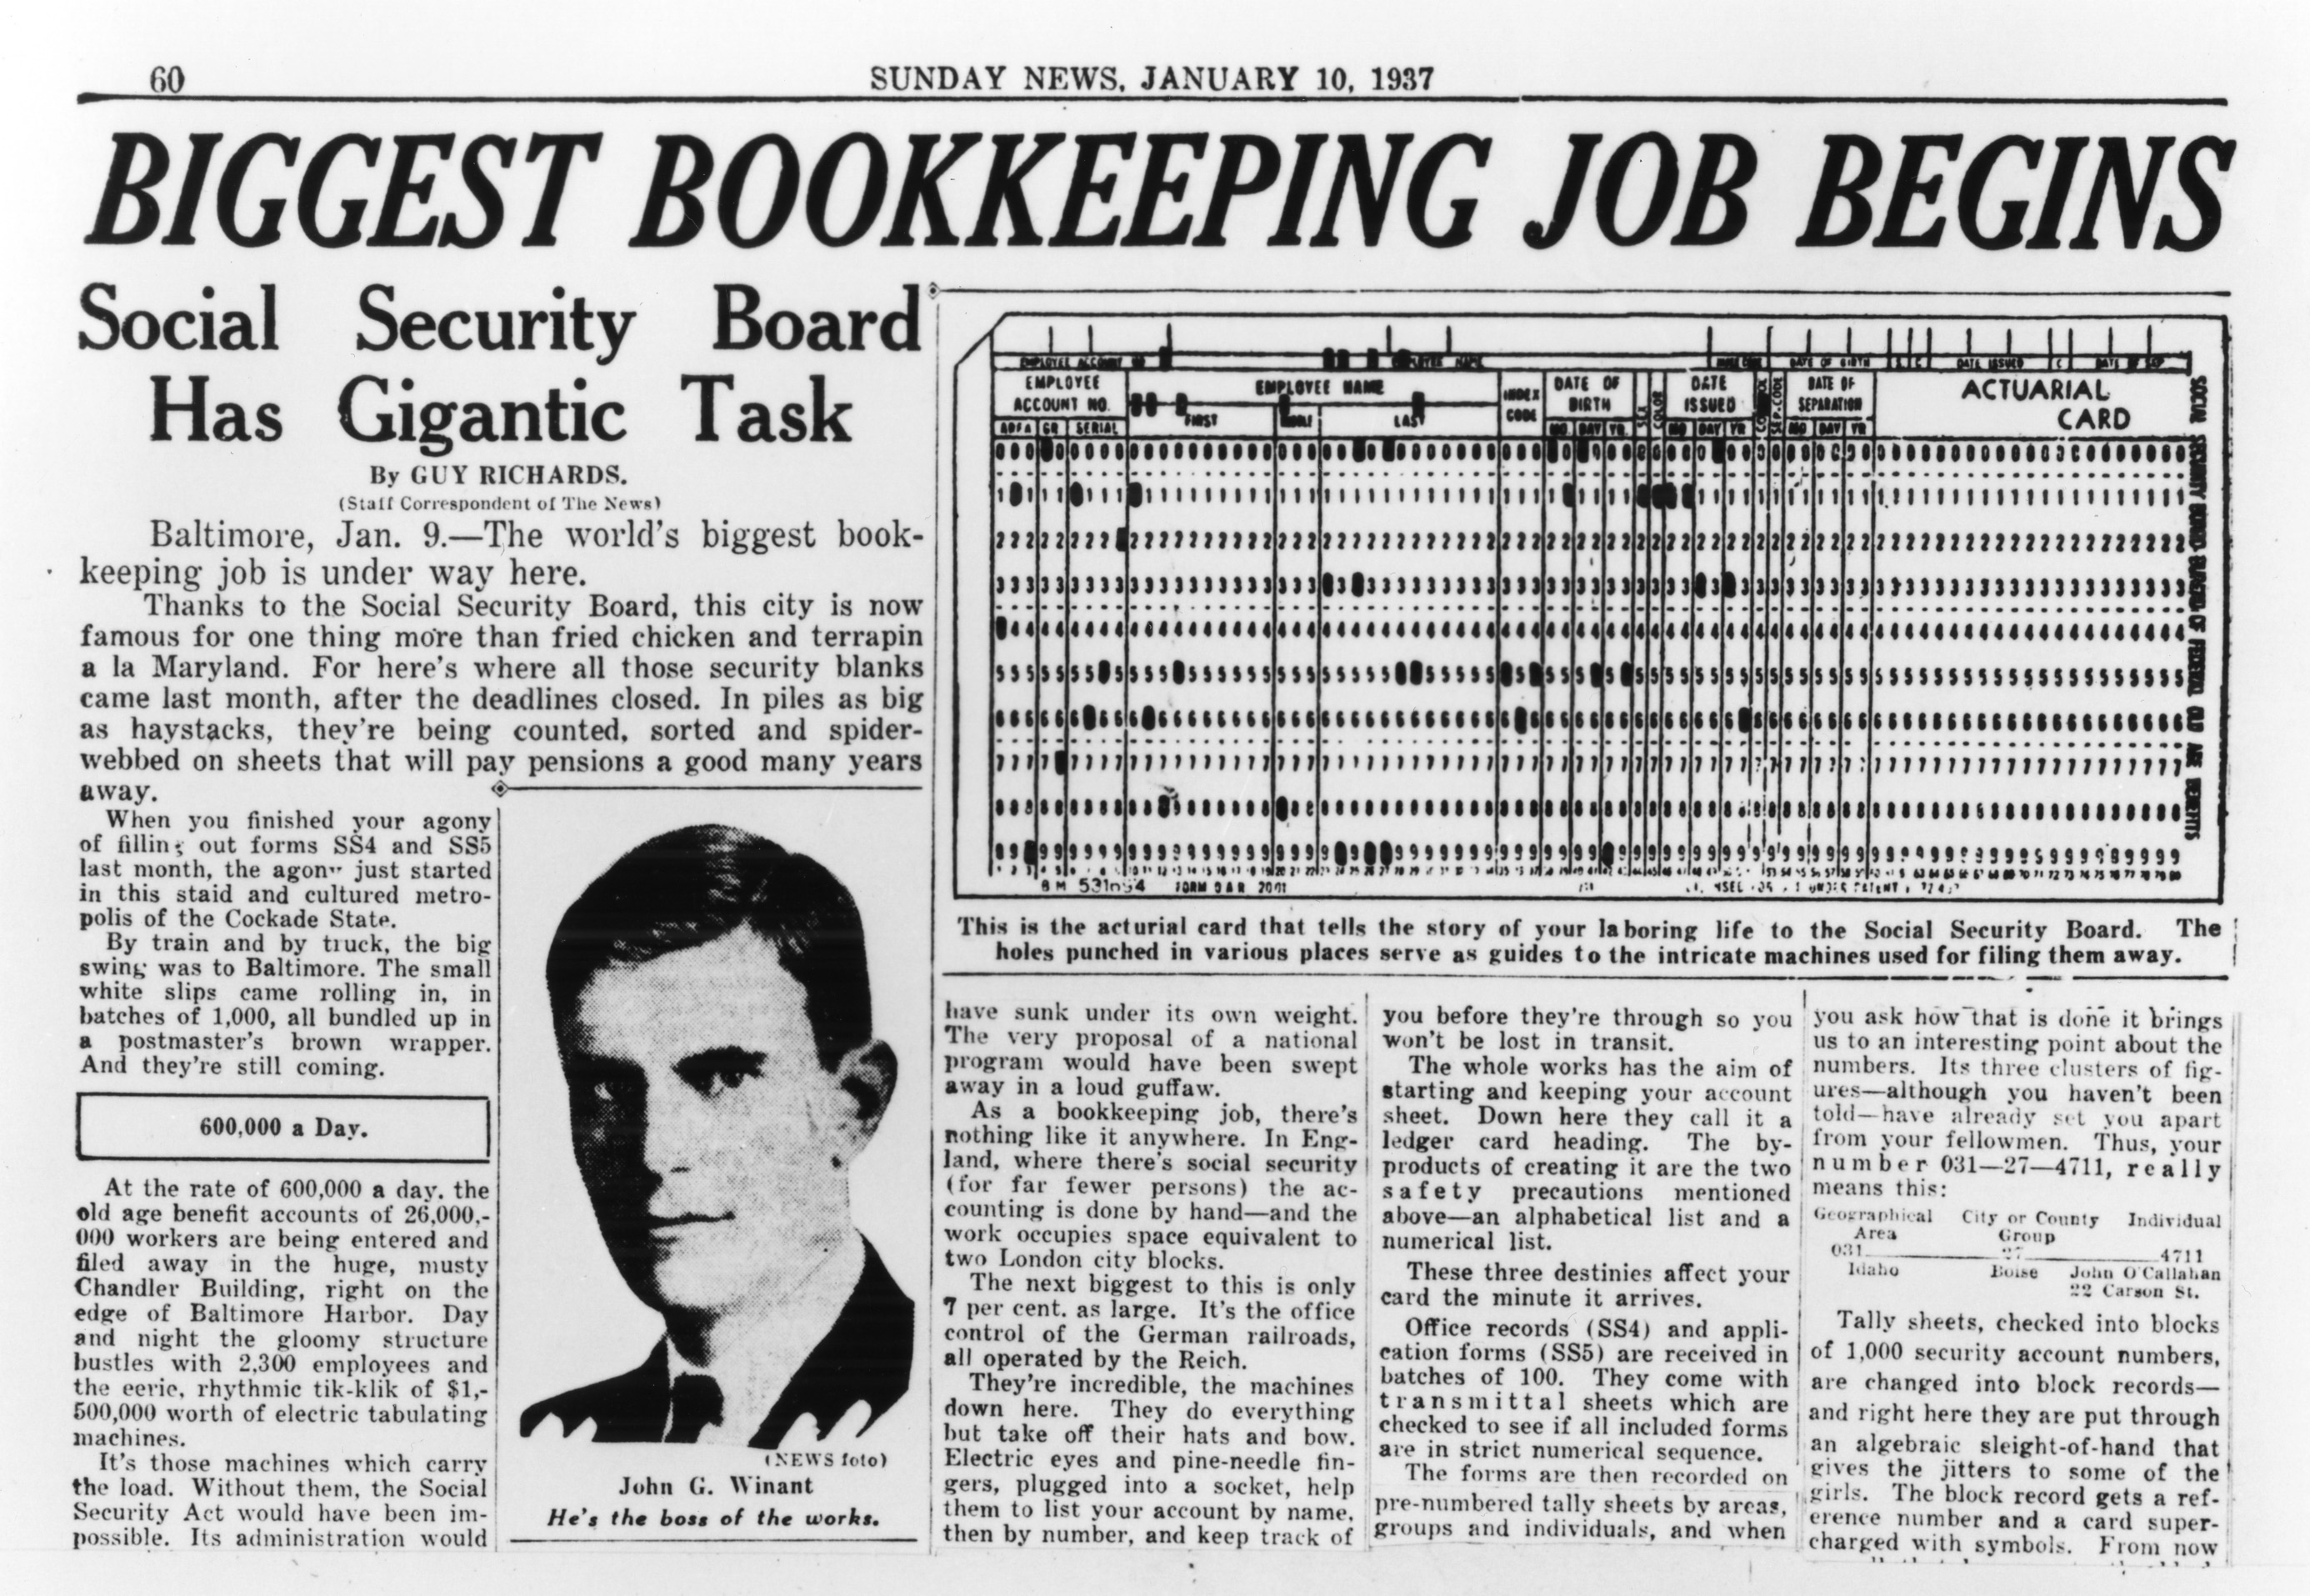 60
SUNDAY NEWS, JANUARY 10, 1937
BIGGEST BOOKKEEPING JOB BEGINS
Social Security Board
Has Gigantic Task
By GUY RICHARDS.
(Staff Correspondent of The News)
Baltimore, Jan. 9.—The world's biggest book-
keeping job is under way here.
Thanks to the Social Security Board, this city is now
famous for one thing more than fried chicken and terrapin
a la Maryland. For here's where all those security blanks
came last month, after the deadlines closed. In piles as big
as haystacks, they're being counted, sorted and spider-
webbed on sheets that will pay pensions a good many years
away.
When you finished your agony
of filling out forms SS4 and SS5
last month, the agony just started
in this staid and cultured metro-
polis of the Cockade State.
By train and by truck, the big
swing was to Baltimore. The small
white slips came rolling in, in
batches of 1,000, all bundled up in
a postmaster's brown wrapper.
And they're still coming.
600,000 a Day.
At the rate of 600,000 a day, the
old age benefit accounts of 26,000,-
000 workers are being entered and
filed away in the huge, musty
Chandler Building, right on the
edge of Baltimore Harbor. Day
and night the gloomy structure
bustles with 2,300 employees and
the eerie, rhythmic tik-klik of $1,-
500,000 worth of electric tabulating
machines.
It's those machines which carry
the load. Without them, the Social
Security Act would have been im-
possible. Its administration would
(NEWS foto)
John G. Winant
He's the boss of the works.
EMPLOYEE ACCOUNT NO
EMPLOYEE NAME
DATE OF BIRTH
DATE ISSUED
EMPLOYEE
ACCOUNT NO.
AREA GR SERIAL
EMPLOYEE NAME
FIRST
LAST
INDEX
CODE
DATE OF
BIRTH
MO DAY YR
SEX
COLOR
DATE
ISSUED
MO DAY YR
SEP. CODE
DATE OF
SEPARATION
MO DAY YR
ACTUARIAL
CARD
SOCIAL SECURITY BOARD-BUREAU OF FEDERAL OLD AGE BENEFITS
FORM OAR 2001
This is the acturial card that tells the story of your laboring life to the Social Security Board. The
holes punched in various places serve as guides to the intricate machines used for filing them away.
have sunk under its own weight.
The very proposal of a national
program would have been swept
away in a loud guffaw.
As a bookkeeping job, there's
nothing like it anywhere. In Eng-
land, where there's social security
(for far fewer persons) the ac-
counting is done by hand—and the
work occupies space equivalent to
two London city blocks.
The next biggest to this is only
7 per cent. as large. It's the office
control of the German railroads,
all operated by the Reich.
They're incredible, the machines
down here. They do everything
but take off their hats and bow.
Electric eyes and pine-needle fin-
gers, plugged into a socket, help
them to list your account by name,
then by number, and keep track of
you before they're through so you
won't be lost in transit.
The whole works has the aim of
starting and keeping your account
sheet. Down here they call it a
ledger card heading. The by-
products of creating it are the two
safety precautions mentioned
above—an alphabetical list and a
numerical list.
These three destinies affect your
card the minute it arrives.
Office records (SS4) and appli-
cation forms (SS5) are received in
batches of 100. They come with
transmittal sheets which are
checked to see if all included forms
are in strict numerical sequence.
The forms are then recorded on
pre-numbered tally sheets by areas,
groups and individuals, and when
you ask how that is done it brings
us to an interesting point about the
numbers. Its three clusters of fig-
ures—although you haven't been
told—have already set you apart
from your fellowmen. Thus, your
number 031—27—4711, really
means this:
Geographical City or County Individual
Area Group
031 27 4711
Idaho Boise John O'Callahan
22 Carson St.
Tally sheets, checked into blocks
of 1,000 security account numbers,
are changed into block records—
and right here they are put through
an algebraic sleight-of-hand that
gives the jitters to some of the
girls. The block record gets a ref-
erence number and a card super-
charged with symbols. From now